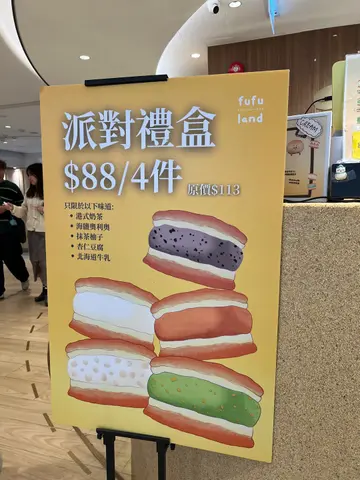 fufu
land
派對禮盒
$88/4件
原價$113
只限於以下味道:
• 港式奶茶
• 海鹽奧利奧
• 抹茶柚子
• 杏仁豆腐
• 北海道牛乳